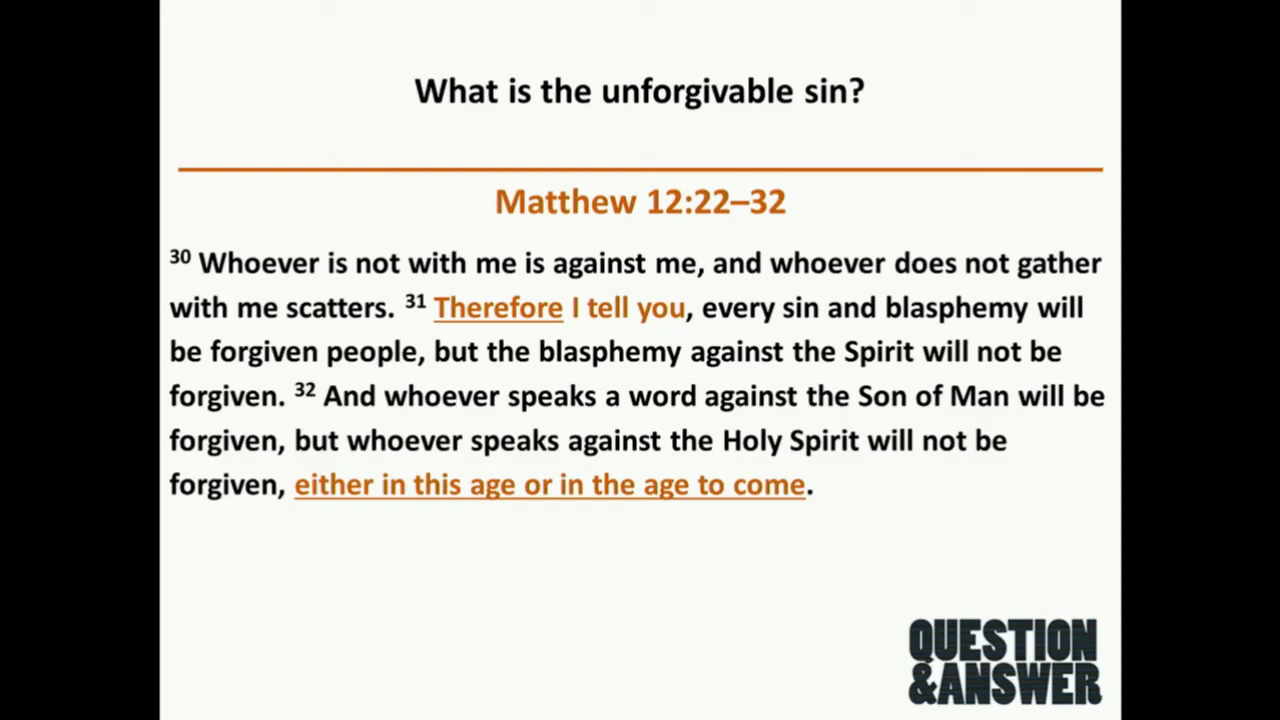 What is the unforgivable sin?
Matthew 12:22–32
30 Whoever is not with me is against me, and whoever does not gather
with me scatters. 31 Therefore I tell you, every sin and blasphemy will
be forgiven people, but the blasphemy against the Spirit will not be
forgiven. 32 And whoever speaks a word against the Son of Man will be
forgiven, but whoever speaks against the Holy Spirit will not be
forgiven, either in this age or in the age to come.
QUESTION
&ANSWER